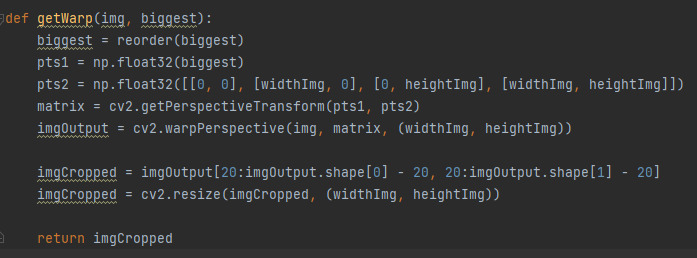 def getWarp(img, biggest):
    biggest = reorder(biggest)
    pts1 = np.float32(biggest)
    pts2 = np.float32([[0, 0], [widthImg, 0], [0, heightImg], [widthImg, heightImg]])
    matrix = cv2.getPerspectiveTransform(pts1, pts2)
    imgOutput = cv2.warpPerspective(img, matrix, (widthImg, heightImg))
    imgCropped = imgOutput[20:imgOutput.shape[0] - 20, 20:imgOutput.shape[1] - 20]
    imgCropped = cv2.resize(imgCropped, (widthImg, heightImg))
    return imgCropped